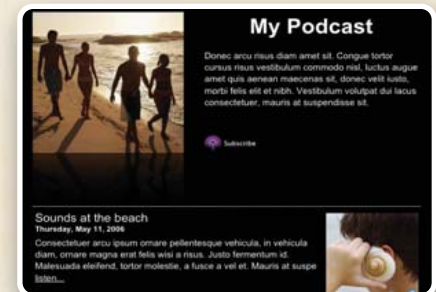 My Podcast
Donec arcu risus diam amet sit. Congue tortor
cursus risus vestibulum commodo nisl, luctus augue
amet quis aenean maecenas sit, donec velit iusto,
morbi felis elit et nibh. Vestibulum volutpat dui lacus
consectetuer, mauris at suspendisse sit.
Subscribe
Sounds at the beach
Thursday, May 11, 2006
Consectetuer arcu ipsum ornare pellentesque vehicula, in vehicula
diam, ornare magna erat felis wisi a risus. Justo fermentum id.
Malesuada eleifend, tortor molestie, a fusce a vel et. Mauris at suspe
listen...